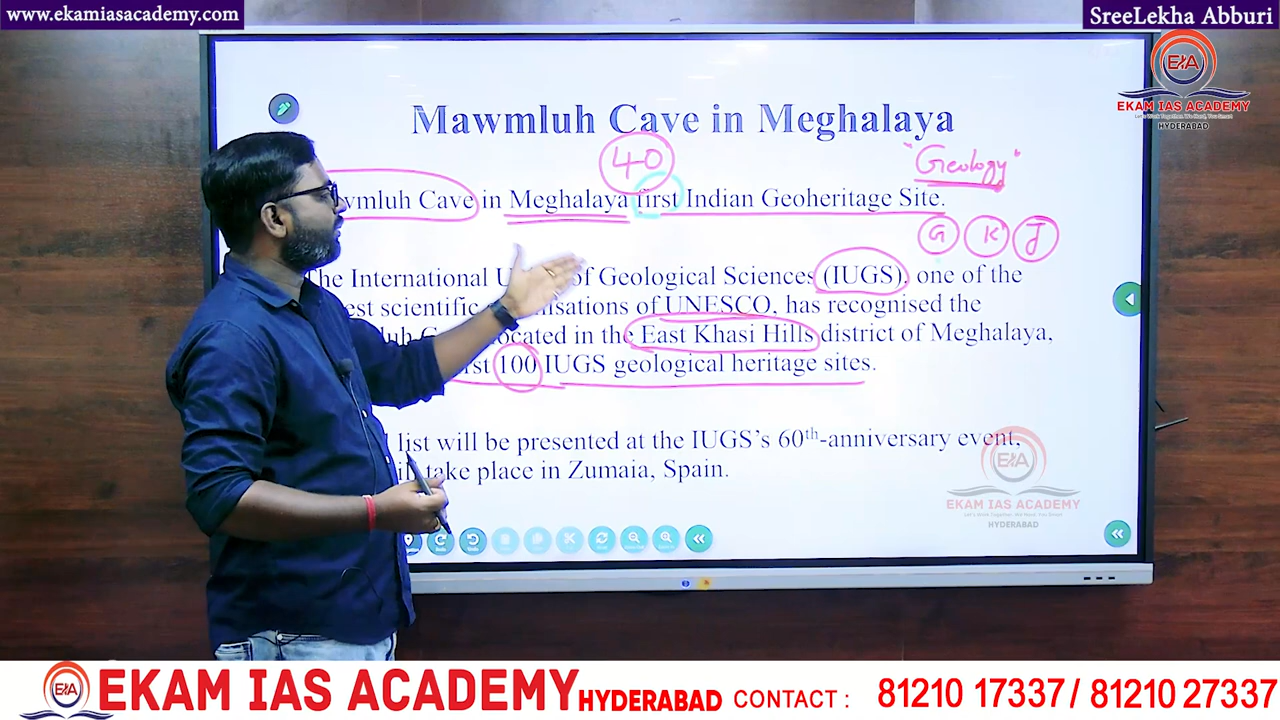 www.ekamiasacademy.com
SreeLekha Abburi
EKAM IAS ACADEMY
HYDERABAD
Mawmluh Cave in Meghalaya
40
"Geology"
wmluh Cave in Meghalaya first Indian Geoheritage Site.
G K J
The International U of Geological Sciences (IUGS), one of the
est scientific isations of UNESCO, has recognised the
located in the East Khasi Hills district of Meghalaya,
rst 100 IUGS geological heritage sites.
list will be presented at the IUGS's 60th-anniversary event,
take place in Zumaia, Spain.
EKAM IAS ACADEMY
HYDERABAD
EKAM IAS ACADEMY HYDERABAD CONTACT : 81210 17337 / 81210 27337